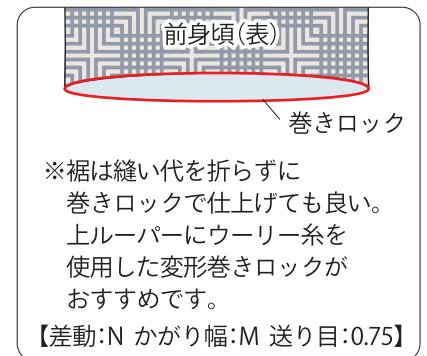 前身頃(表)
巻きロック
※裾は縫い代を折らずに
巻きロックで仕上げても良い。
上ルーパーにウーリー糸を
使用した変形巻きロックが
おすすめです。
【差動:N かがり幅:M 送り目:0.75】